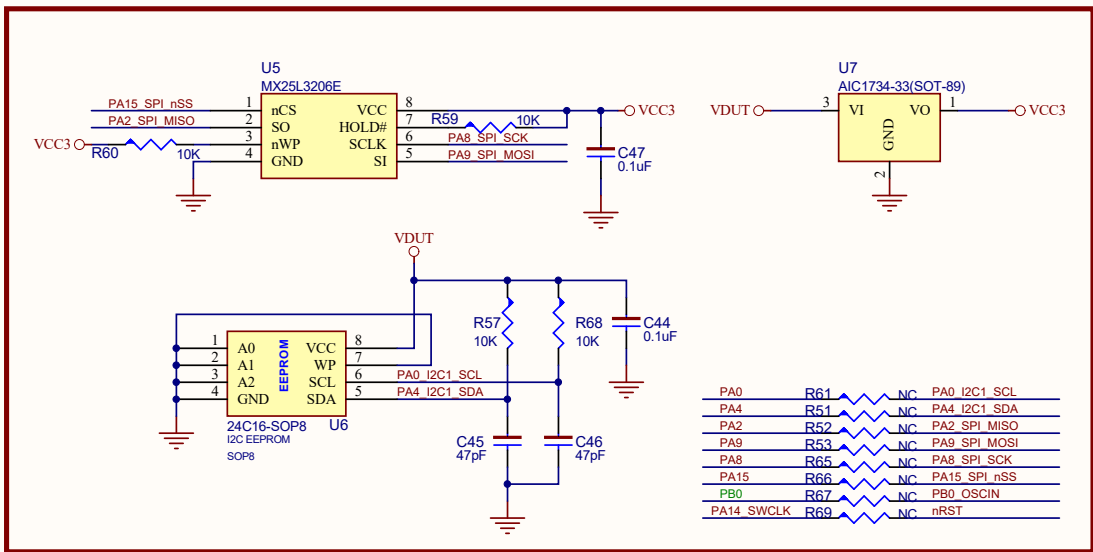 U5
MX25L3206E
PA15_SPI_nSS 1 nCS VCC 8 VCC3
PA2_SPI_MISO 2 SO HOLD# 7 R59 10K
VCC3 R60 10K 3 nWP SCLK 6 PA8_SPI_SCK
4 GND SI 5 PA9_SPI_MOSI
C47
0.1uF
U7
AIC1734-33(SOT-89)
VDUT 3 VI VO 1 VCC3
GND
2
VDUT
R57
10K
R68
10K
C44
0.1uF
1 A0 VCC 8
2 A1 WP 7
3 A2 SCL 6 PA0_I2C1_SCL
4 GND SDA 5 PA4_I2C1_SDA
EEPROM
24C16-SOP8 U6
I2C EEPROM
SOP8
C45
47pF
C46
47pF
PA0 R61 NC PA0_I2C1_SCL
PA4 R51 NC PA4_I2C1_SDA
PA2 R52 NC PA2_SPI_MISO
PA9 R53 NC PA9_SPI_MOSI
PA8 R65 NC PA8_SPI_SCK
PA15 R66 NC PA15_SPI_nSS
PB0 R67 NC PB0_OSCIN
PA14_SWCLK R69 NC nRST